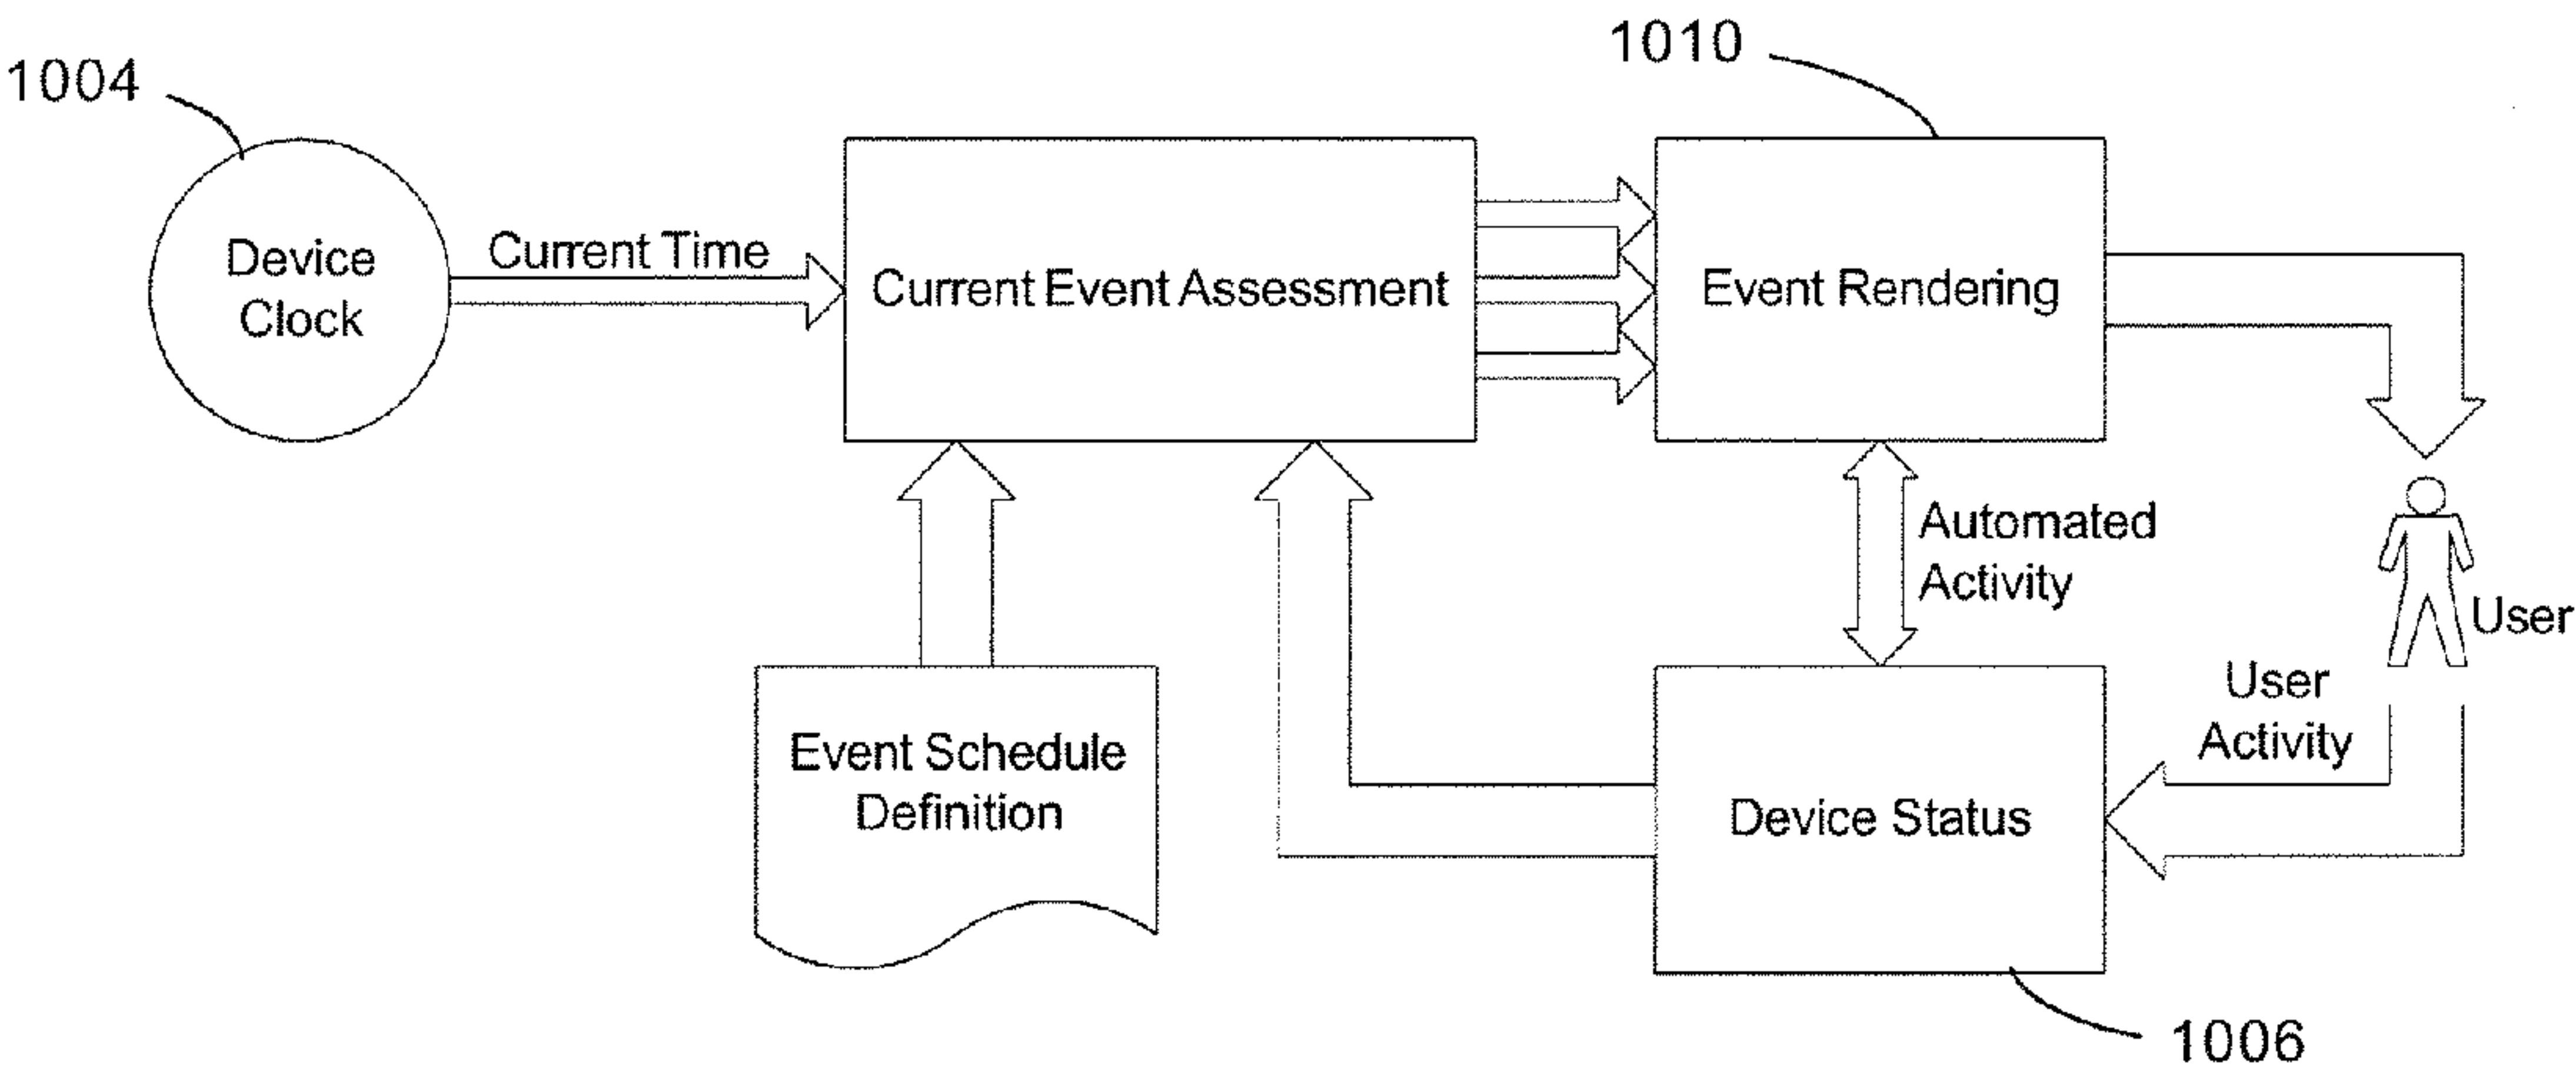 1010
1004
Device
Clock
Current Time
Current Event Assessment
Event Rendering
Automated
Activity
User
User
Activity
Event Schedule
Definition
Device Status
1006